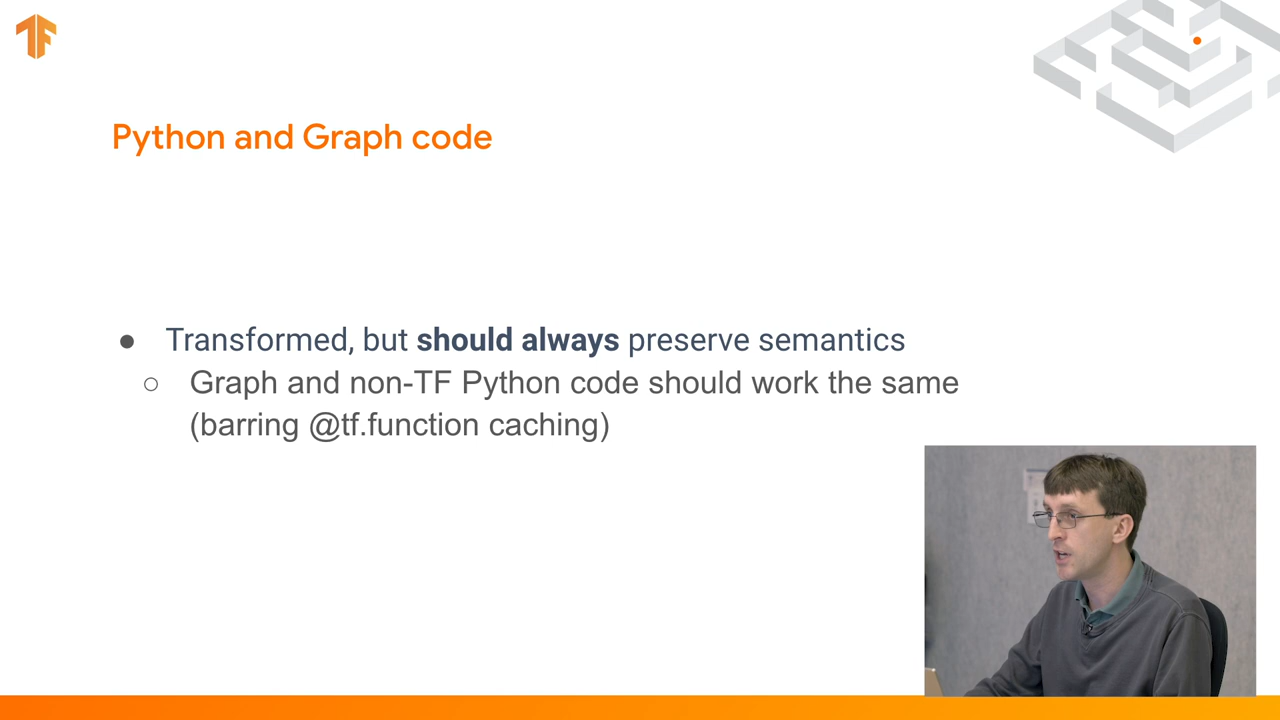 Python and Graph code
● Transformed, but should always preserve semantics
○ Graph and non-TF Python code should work the same
(barring @tf.function caching)